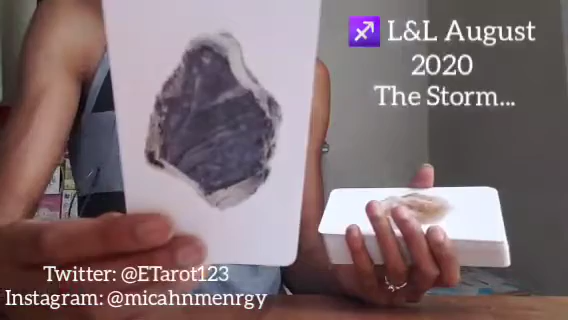 ♐ L&L August
2020
The Storm...
Twitter: @ETarot123
Instagram: @micahnmenrgy